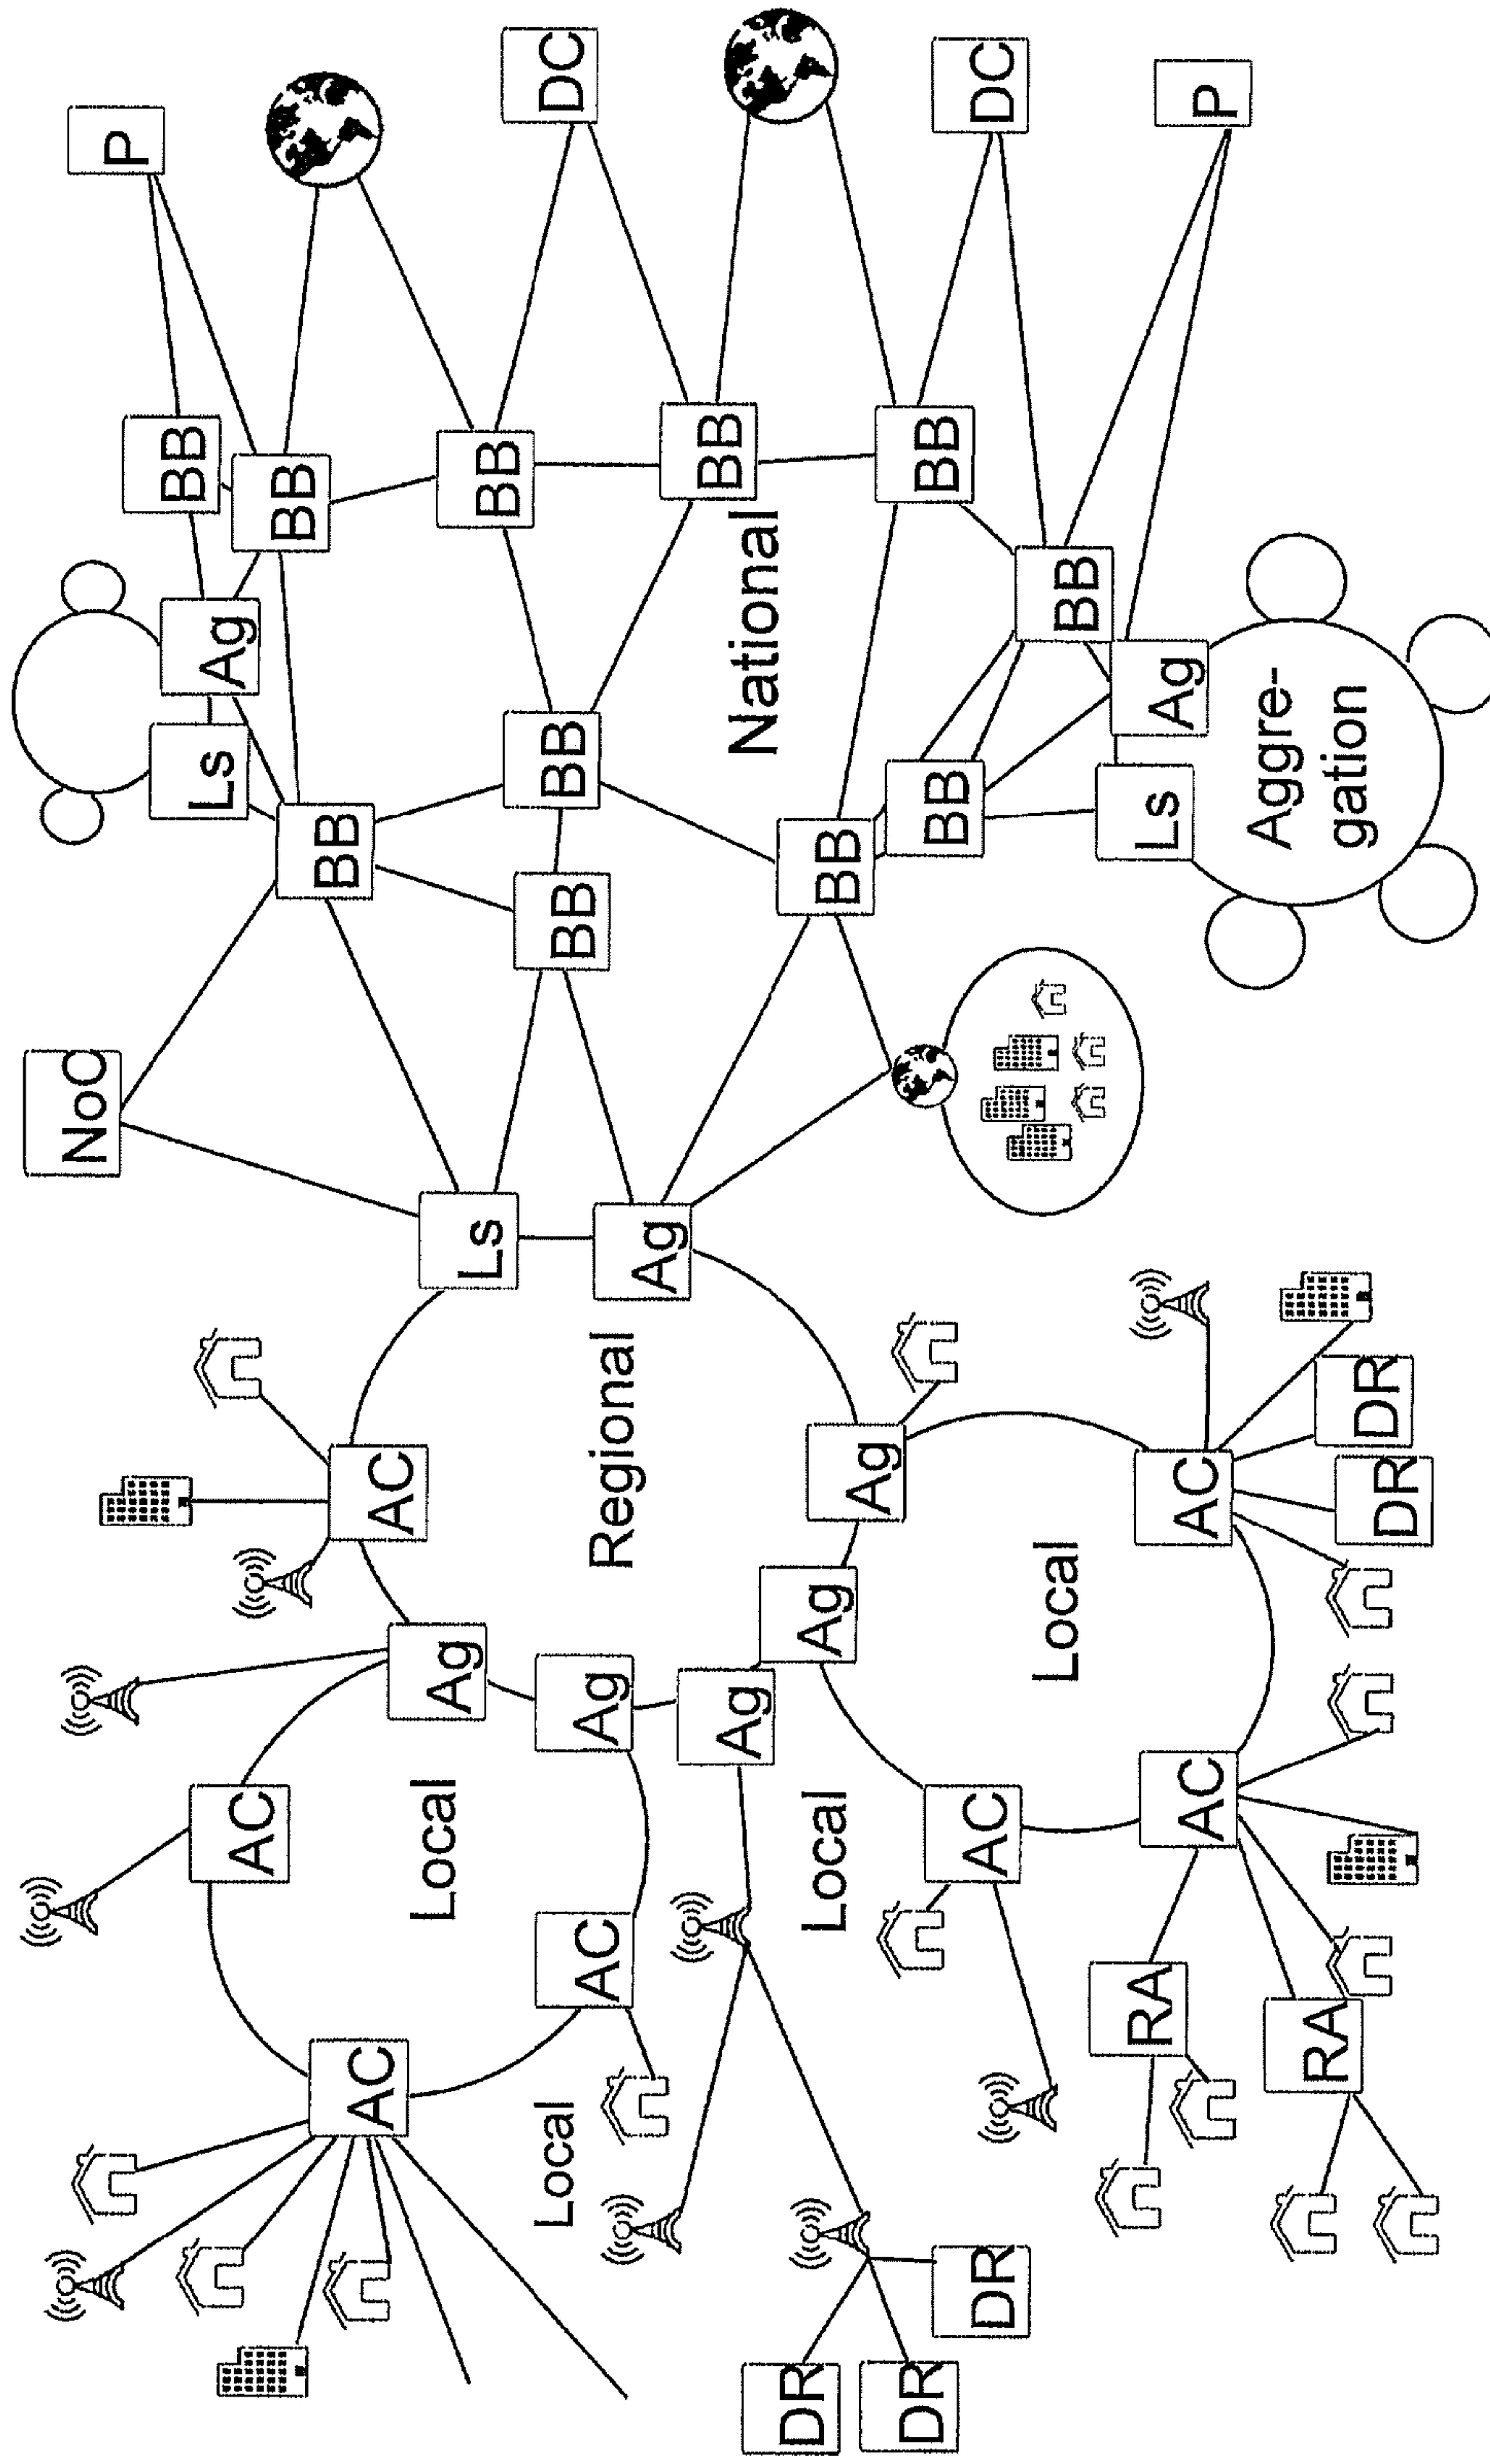 NoC
P
BB
Ls
Ag
AC
BB
BB
AC
AC
Ag
Local
Ls
BB
Local
AC
Ag
Regional
Ag
BB
BB
DC
Ag
BB
National
DR
Local
Ag
BB
Ag
DR
BB
BB
DR
AC
DC
Local
BB
RA
Ls
Ag
AC
AC
P
RA
Aggre-
gation
DR
DR